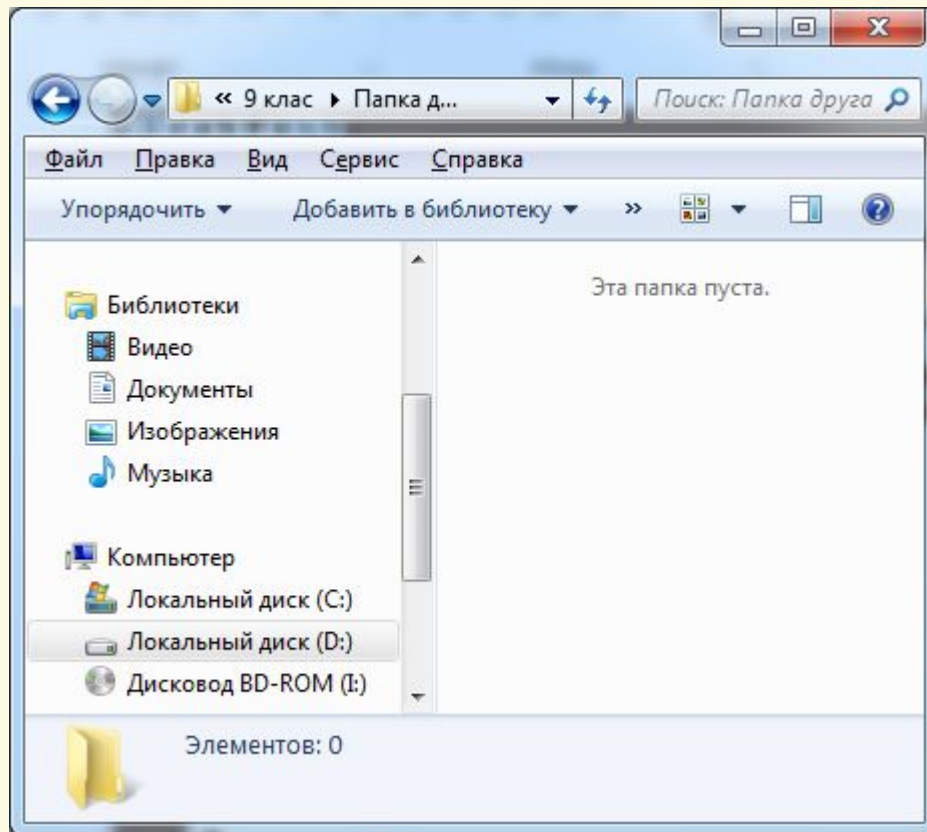 « 9 клас ▸ Папка д... Поиск: Папка друга
Файл Правка Вид Сервис Справка
Упорядочить Добавить в библиотеку »
Эта папка пуста.
Библиотеки
Видео
Документы
Изображения
Музыка
Компьютер
Локальный диск (C:)
Локальный диск (D:)
Дисковод BD-ROM (I:)
Элементов: 0